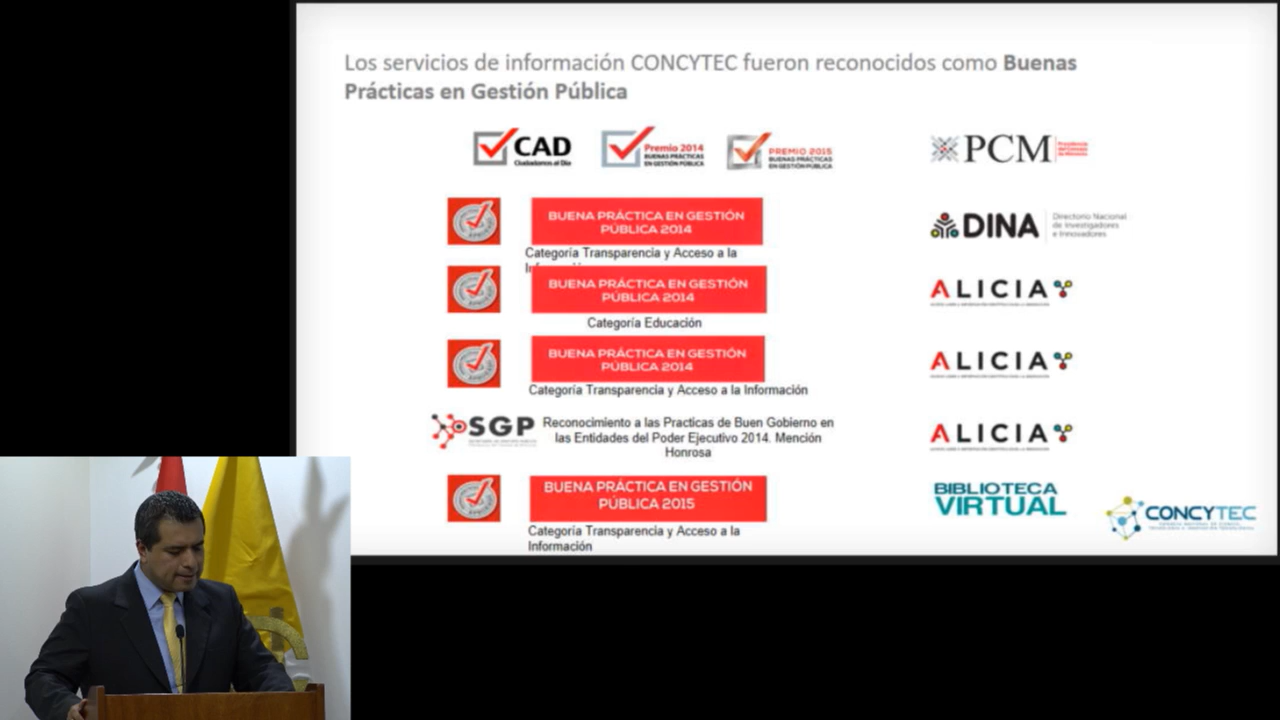 Los servicios de información CONCYTEC fueron reconocidos como Buenas
Prácticas en Gestión Pública
CAD
Ciudadanos al Día
Premio 2014
BUENAS PRÁCTICAS
EN GESTIÓN PÚBLICA
PREMIO 2015
BUENAS PRÁCTICAS
EN GESTIÓN PÚBLICA
PCM
Presidencia
del Consejo
de Ministros
BUENA PRÁCTICA EN GESTIÓN
PÚBLICA 2014
Categoría Transparencia y Acceso a la
DINA
Directorio Nacional
de Investigadores
e Innovadores
BUENA PRÁCTICA EN GESTIÓN
PÚBLICA 2014
Categoría Educación
ALICIA
BUENA PRÁCTICA EN GESTIÓN
PÚBLICA 2014
Categoría Transparencia y Acceso a la Información
ALICIA
SGP
Reconocimiento a las Practicas de Buen Gobierno en
las Entidades del Poder Ejecutivo 2014. Mención
Honrosa
ALICIA
BUENA PRÁCTICA EN GESTIÓN
PÚBLICA 2015
Categoría Transparencia y Acceso a la
Información
BIBLIOTECA
VIRTUAL
CONCYTEC